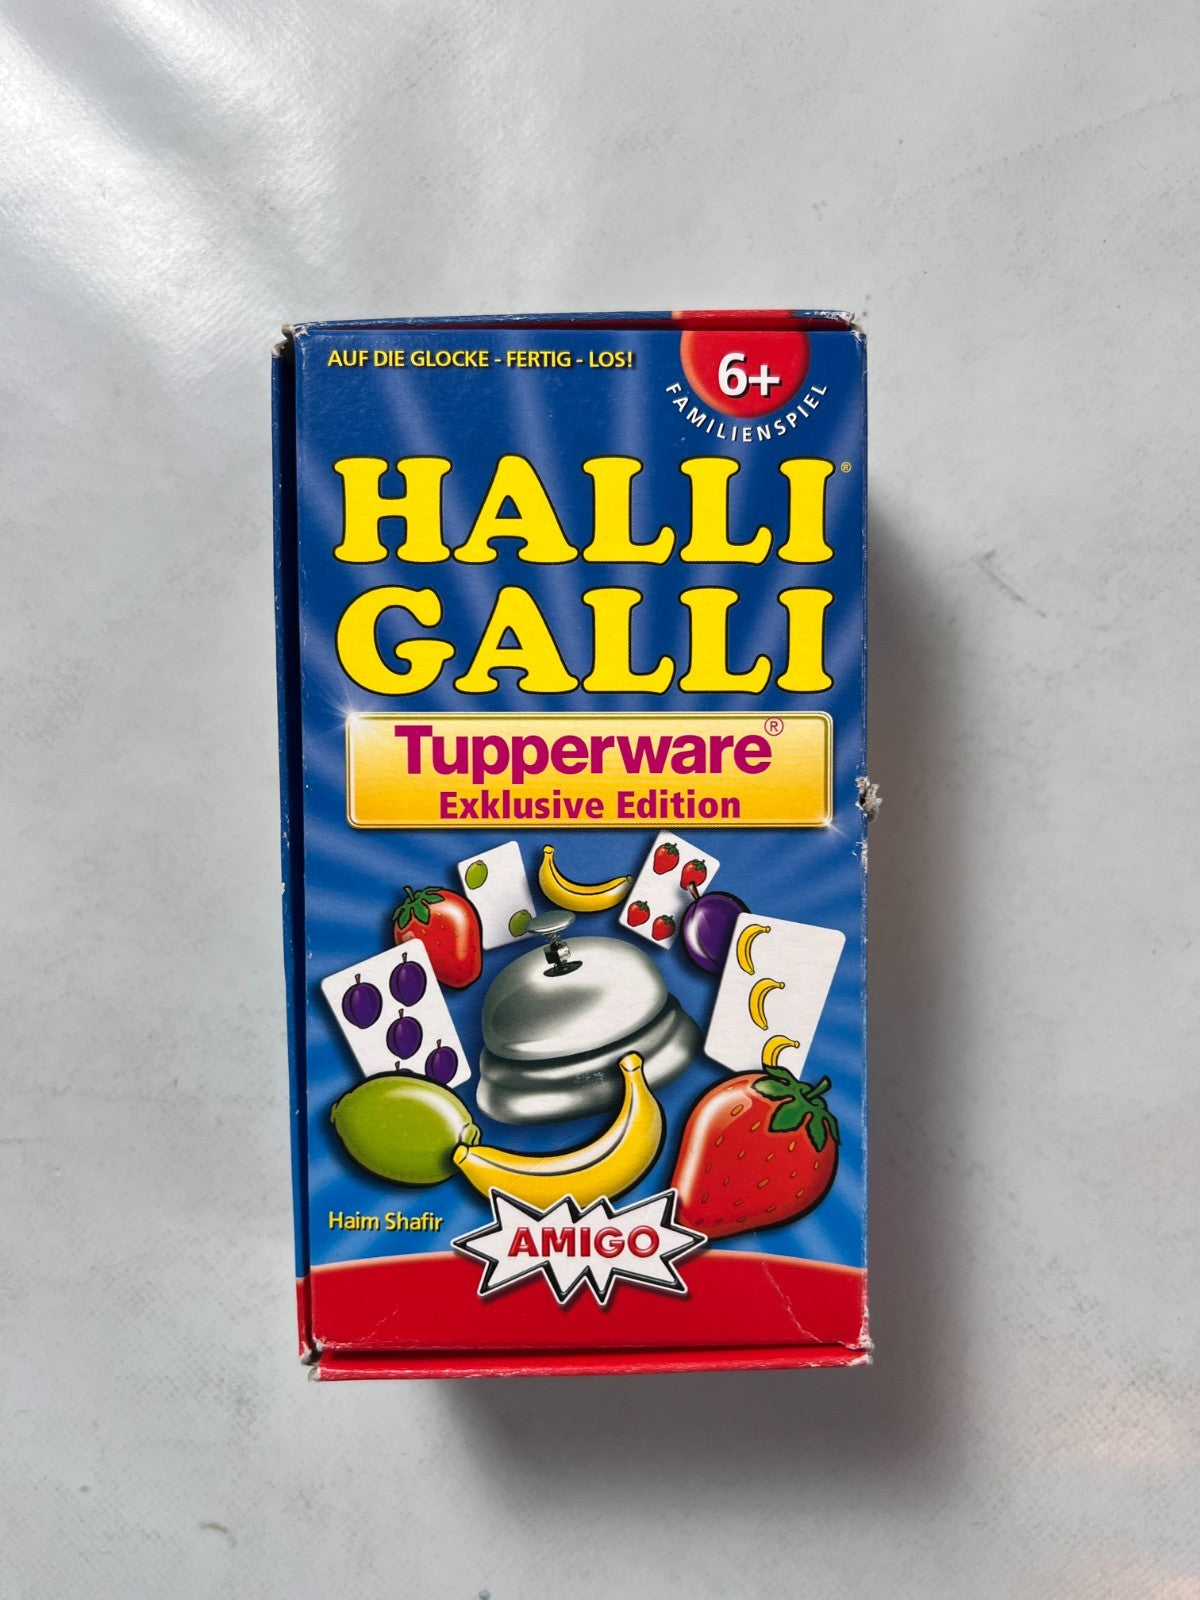 AUF DIE GLOCKE - FERTIG - LOS!
6+
FAMILIENSPIEL
HALLI®
GALLI
Tupperware®
Exklusive Edition
Haim Shafir
AMIGO